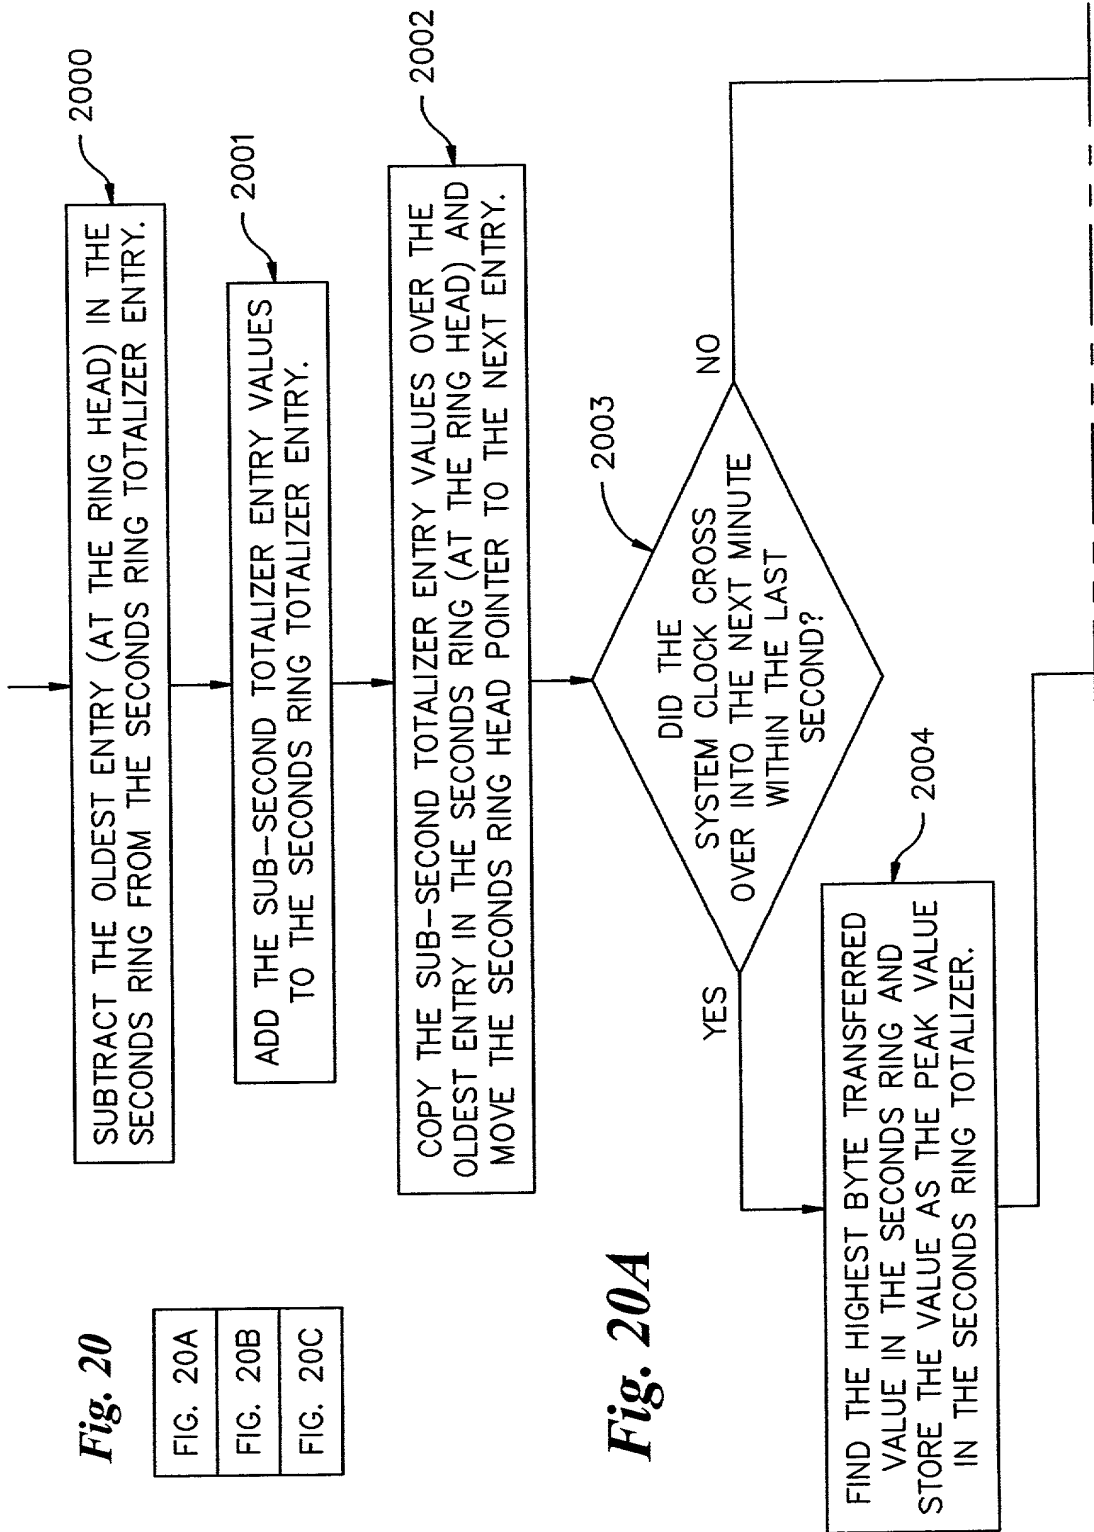 Fig. 20
FIG. 20A
FIG. 20B
FIG. 20C
SUBTRACT THE OLDEST ENTRY (AT THE RING HEAD) IN THE
SECONDS RING FROM THE SECONDS RING TOTALIZER ENTRY.
2000
ADD THE SUB-SECOND TOTALIZER ENTRY VALUES
TO THE SECONDS RING TOTALIZER ENTRY.
2001
COPY THE SUB-SECOND TOTALIZER ENTRY VALUES OVER THE
OLDEST ENTRY IN THE SECONDS RING (AT THE RING HEAD) AND
MOVE THE SECONDS RING HEAD POINTER TO THE NEXT ENTRY.
2002
Fig. 20A
DID THE
SYSTEM CLOCK CROSS
OVER INTO THE NEXT MINUTE
WITHIN THE LAST
SECOND?
2003
YES
NO
FIND THE HIGHEST BYTE TRANSFERRED
VALUE IN THE SECONDS RING AND
STORE THE VALUE AS THE PEAK VALUE
IN THE SECONDS RING TOTALIZER.
2004